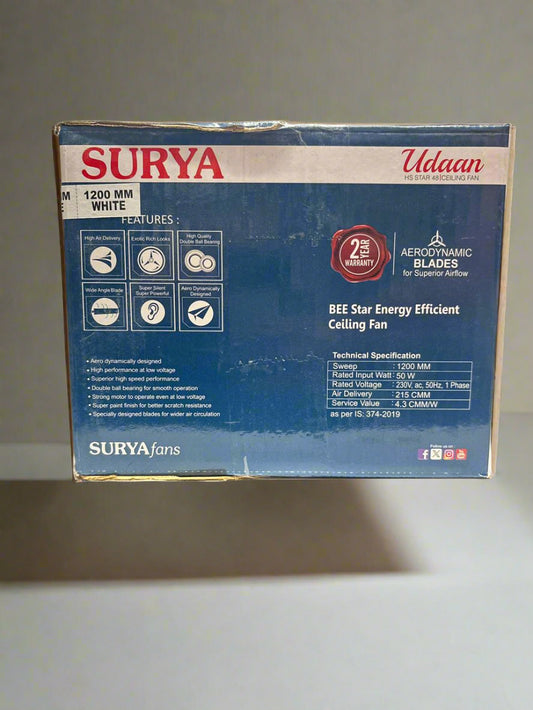 SURYA
Udaan
HS STAR 48|CEILING FAN
M
1200 MM
WHITE
FEATURES :
High Air Delivery
Exotic Rich Looks
High Quality
Double Ball Bearing
Wide Angle Blade
Super Silent
Super Powerful
Aero Dynamically
Designed
2 YEAR
WARRANTY
AERODYNAMIC
BLADES
for Superior Airflow
BEE Star Energy Efficient
Ceiling Fan
• Aero dynamically designed
• High performance at low voltage
• Superior high speed performance
• Double ball bearing for smooth operation
• Strong motor to operate even at low voltage
• Super paint finish for better scratch resistance
• Specially designed blades for wider air circulation
Technical Specification
Sweep : 1200 MM
Rated Input Watt : 50 W
Rated Voltage : 230V, ac, 50Hz, 1 Phase
Air Delivery : 215 CMM
Service Value : 4.3 CMM/W
as per IS: 374-2019
SURYAfans
Follow us on :